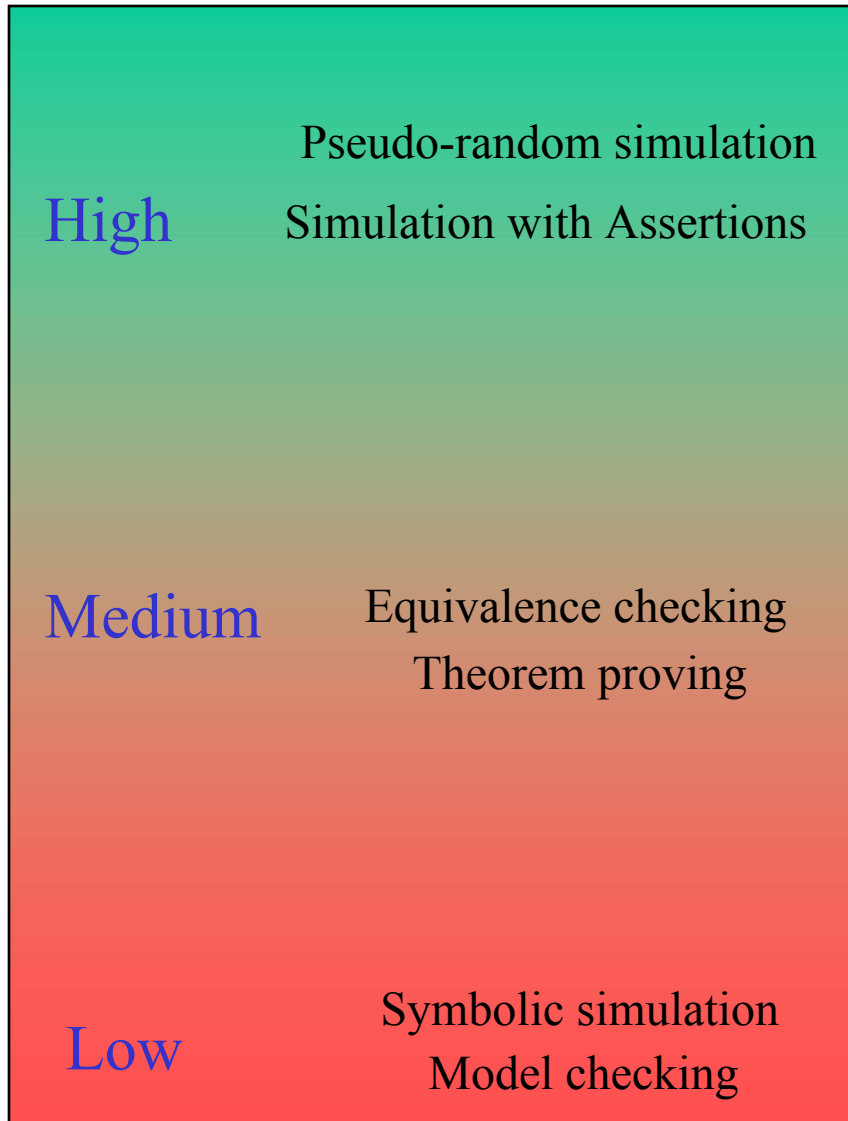 Pseudo-random simulation
High
Simulation with Assertions
Medium
Equivalence checking
Theorem proving
Low
Symbolic simulation
Model checking